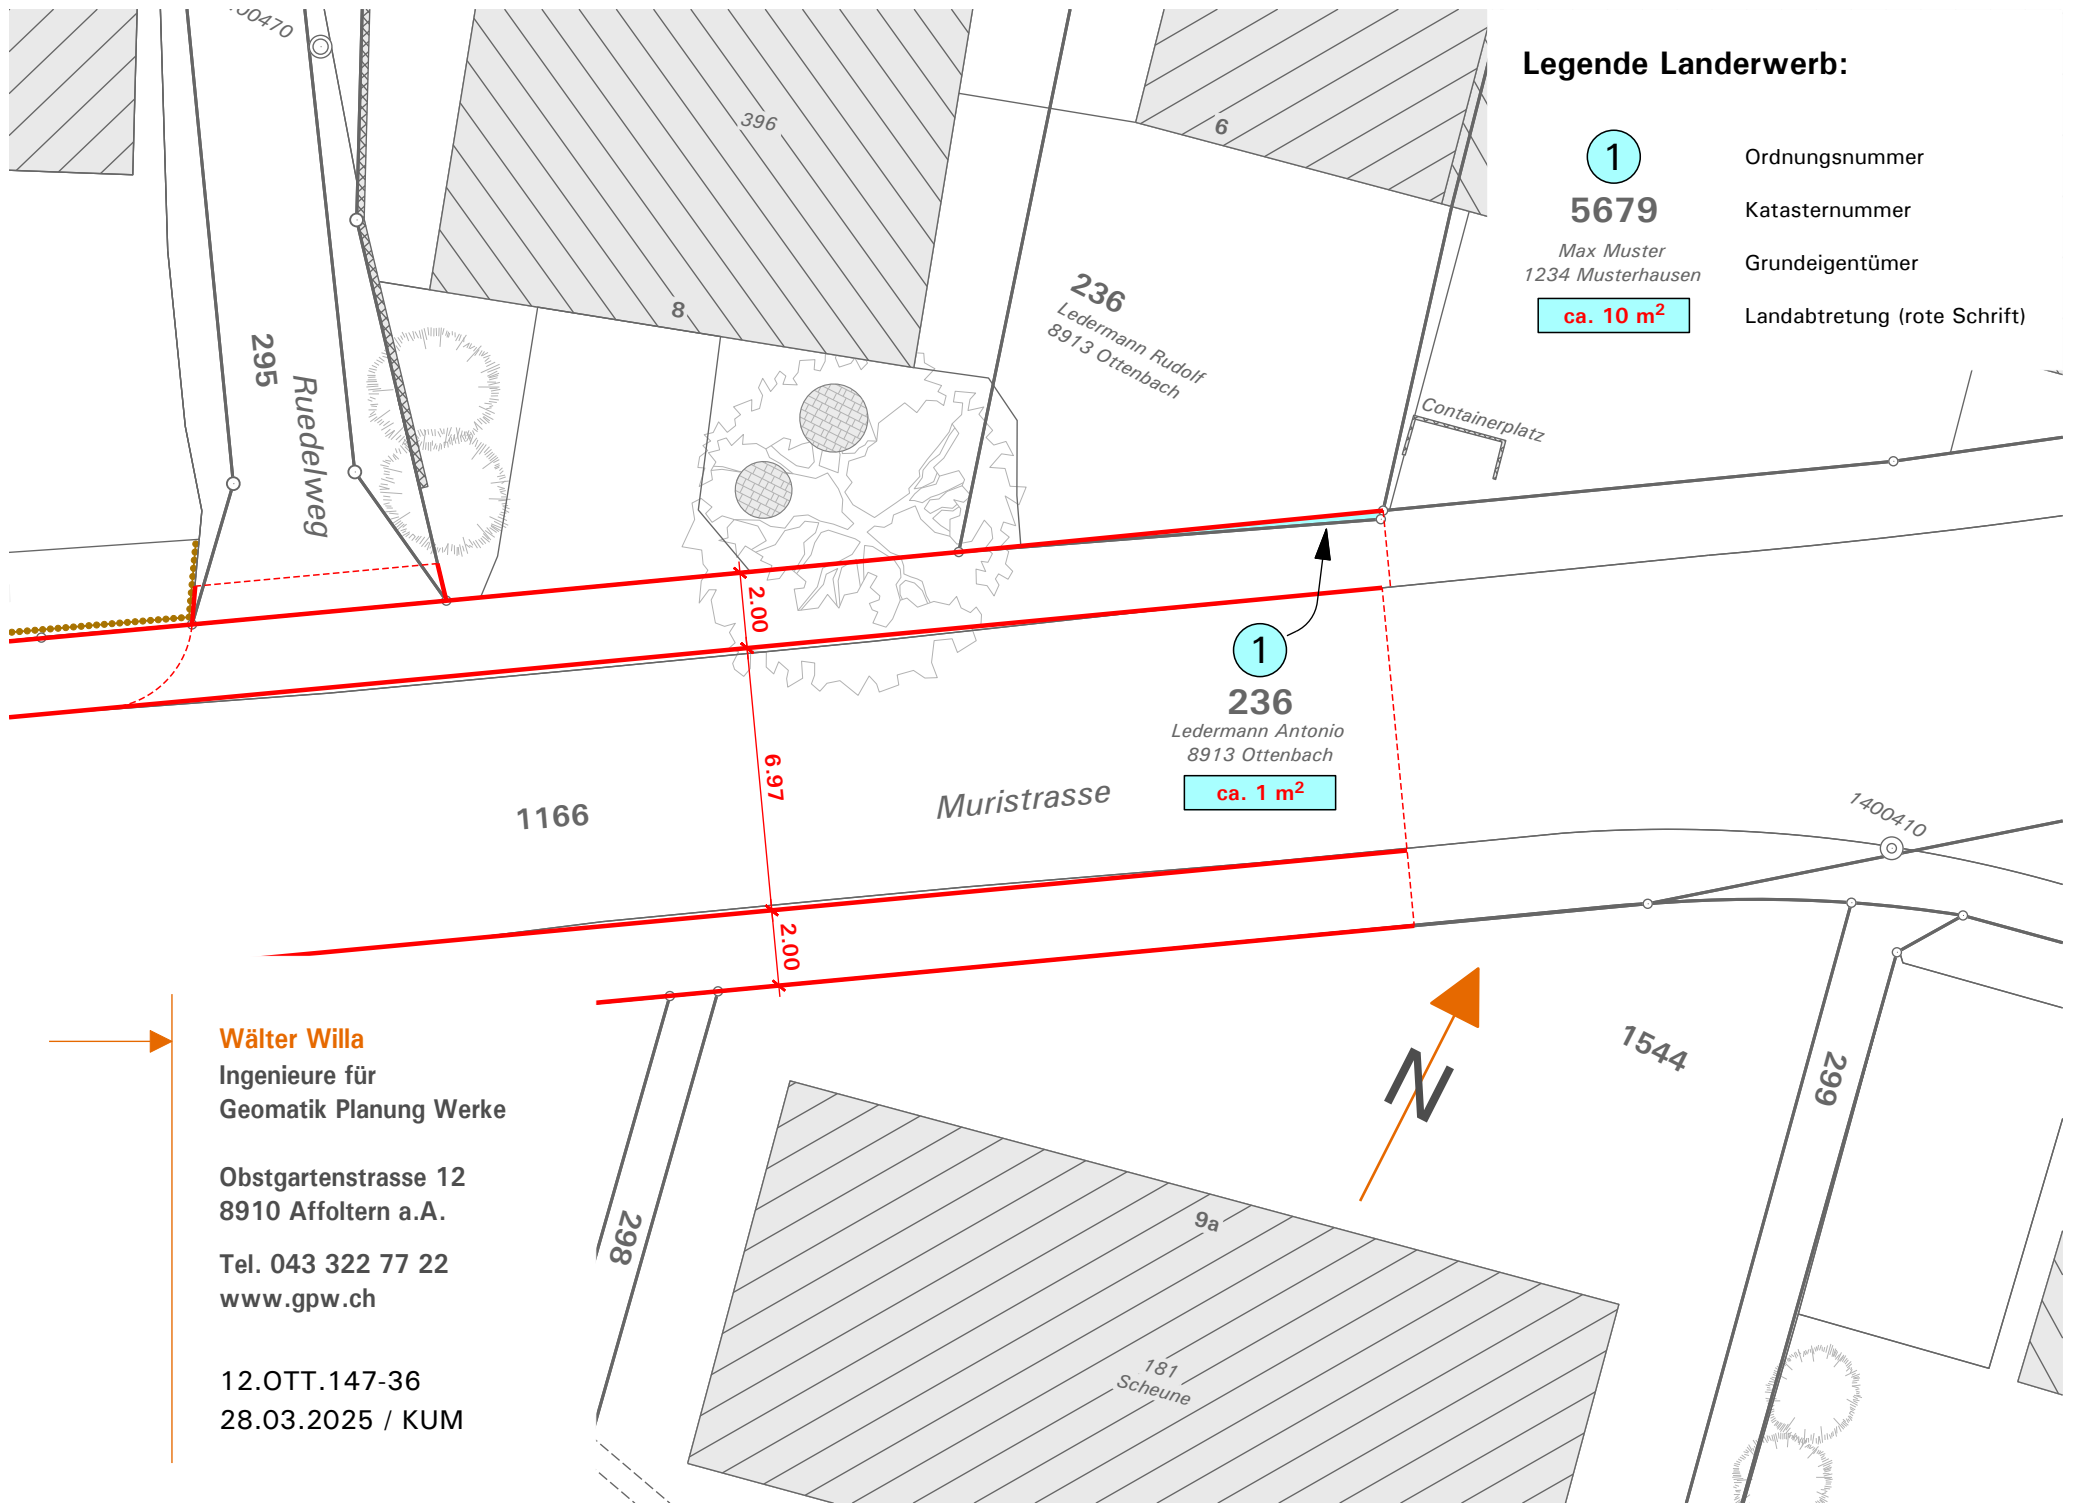 Legende Landerwerb:
1
Ordnungsnummer
5679
Katasternummer
Max Muster
1234 Musterhausen
Grundeigentümer
ca. 10 m²
Landabtretung (rote Schrift)
396
6
8
236
Ledermann Rudolf
8913 Ottenbach
295
Ruedelweg
Containerplatz
2.00
6.97
2.00
1
236
Ledermann Antonio
8913 Ottenbach
ca. 1 m²
1166
Muristrasse
1400410
1544
299
298
N
9a
181
Scheune
Wälter Willa
Ingenieure für
Geomatik Planung Werke
Obstgartenstrasse 12
8910 Affoltern a.A.
Tel. 043 322 77 22
www.gpw.ch
12.OTT.147-36
28.03.2025 / KUM